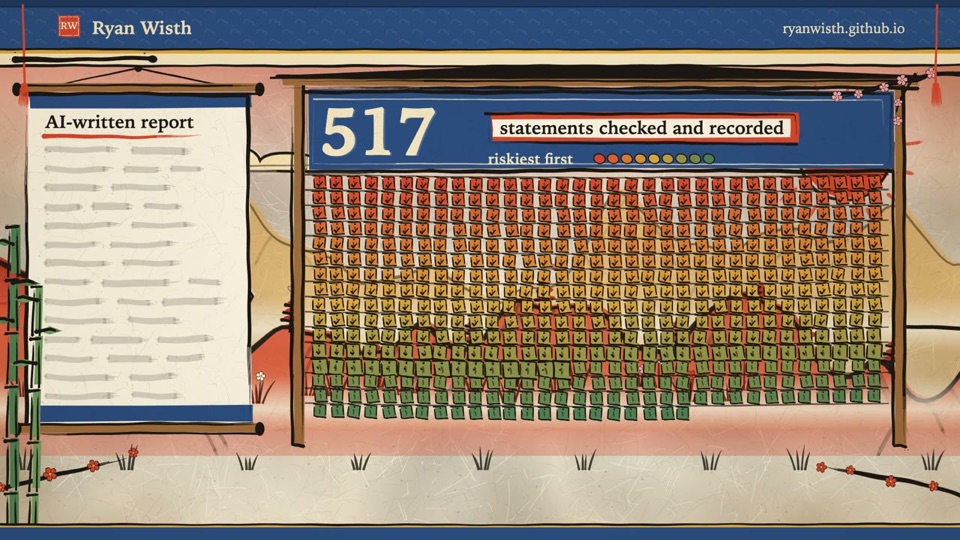 RW
Ryan Wisth
ryanwisth.github.io
AI-written report
517
statements checked and recorded
riskiest first